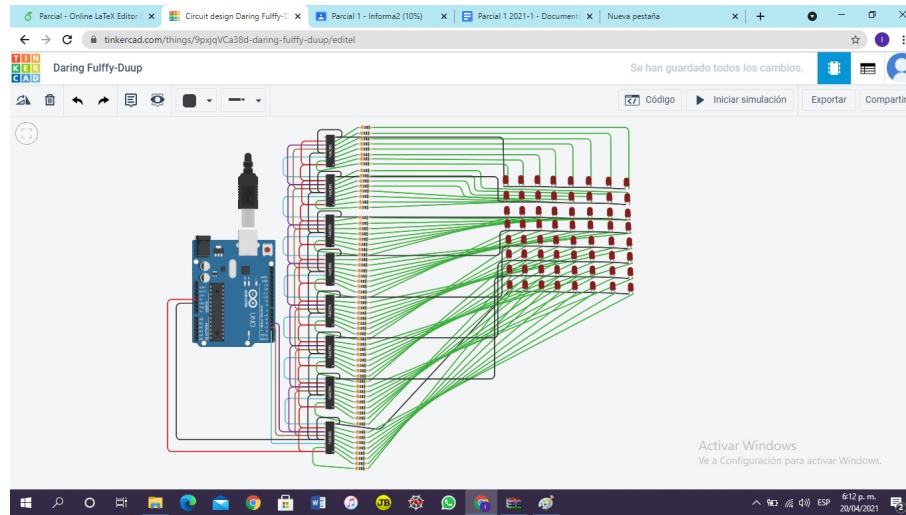 Parcial - Online LaTeX Editor
Circuit design Daring Fulffy-D
Parcial 1 - Informa2 (10%)
Parcial 1 2021-1 - Document
Nueva pestaña
tinkercad.com/things/9pxjqVCa38d-daring-fulffy-duup/editel
TIN
KER
CAD
Daring Fulffy-Duup
Se han guardado todos los cambios.
Código
Iniciar simulación
Exportar
Compartir
UNO
Activar Windows
Ve a Configuración para activar Windows.
ESP
6:12 p. m.
20/04/2021